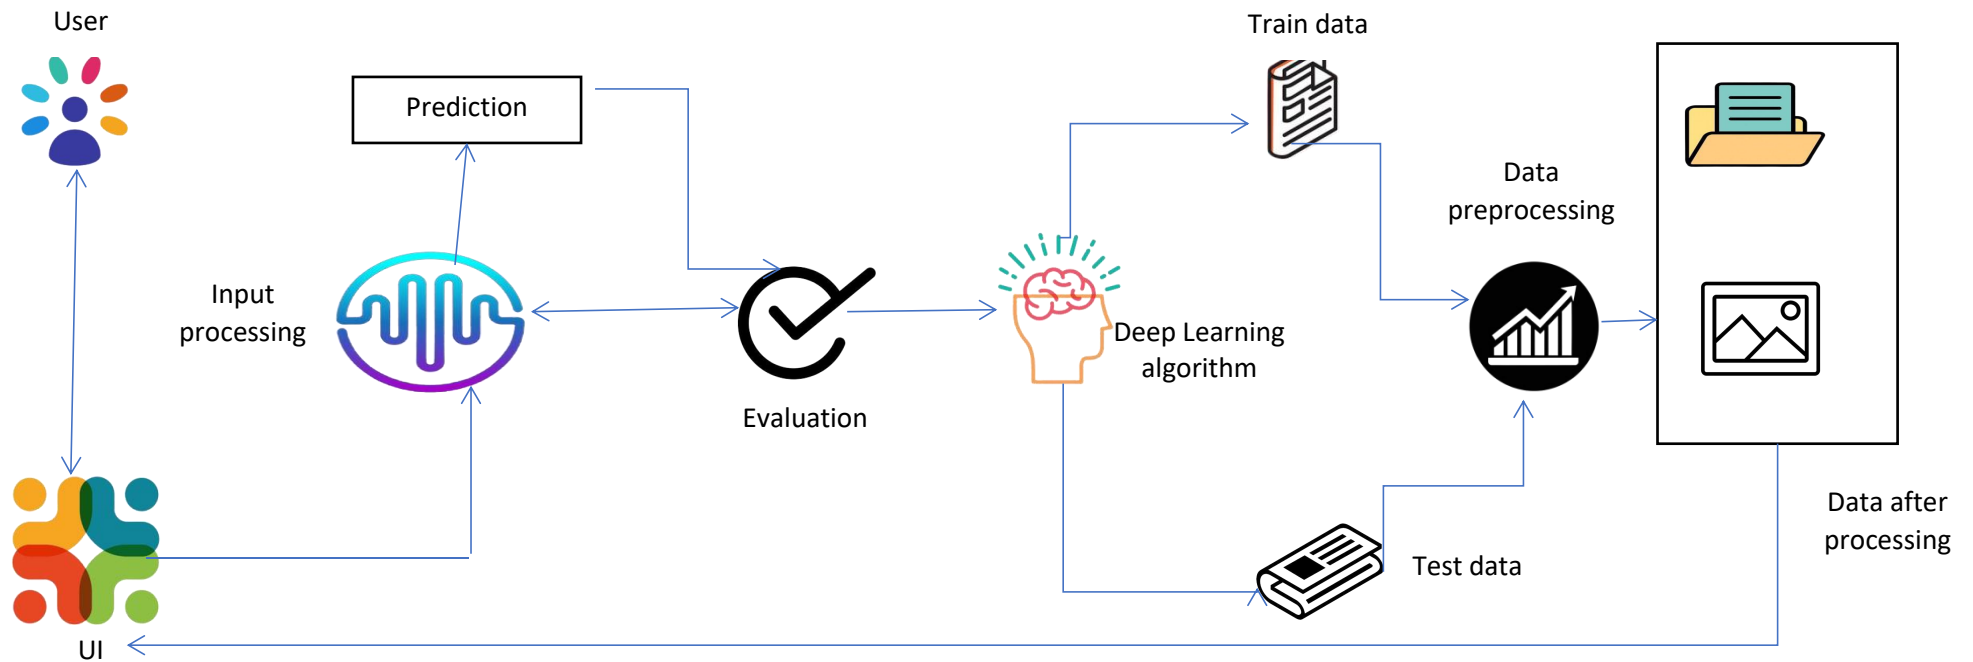 User
Train data
Prediction
Data
preprocessing
Input
processing
Deep Learning
algorithm
Evaluation
Data after
processing
Test data
UI